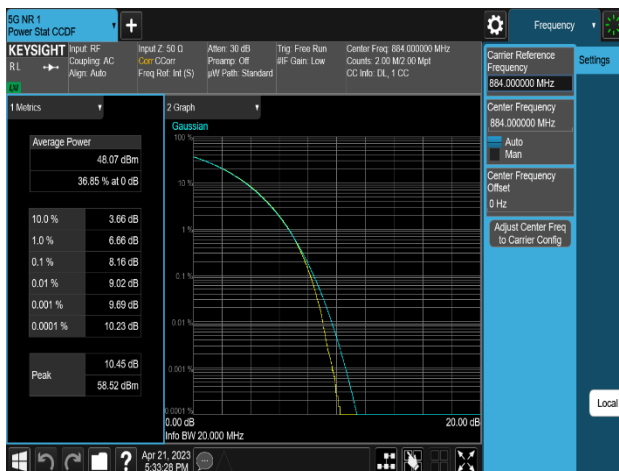 5G NR 1
Power Stat CCDF
Frequency
KEYSIGHT
Input: RF
Coupling: AC
Align: Auto
Input Z: 50 Ω
Corr CCorr
Freq Ref: Int (S)
Atten: 30 dB
Preamp: Off
µW Path: Standard
Trig: Free Run
#IF Gain: Low
Center Freq: 884.000000 MHz
Counts: 2.00 M/2.00 Mpt
CC Info: DL, 1 CC
RL
LW
1 Metrics
Average Power
48.07 dBm
36.85 % at 0 dB
10.0 % 3.66 dB
1.0 % 6.66 dB
0.1 % 8.16 dB
0.01 % 9.02 dB
0.001 % 9.69 dB
0.0001 % 10.23 dB
Peak
10.45 dB
58.52 dBm
2 Graph
Gaussian
100 %
10 %
1 %
0.1 %
0.01 %
0.001 %
0.0001 %
0.00 dB 20.00 dB
Info BW 20.000 MHz
Carrier Reference
Frequency
884.000000 MHz
Center Frequency
884.000000 MHz
Auto
Man
Center Frequency
Offset
0 Hz
Adjust Center Freq
to Carrier Config
Settings
Local
?
Apr 21, 2023
5:33:28 PM